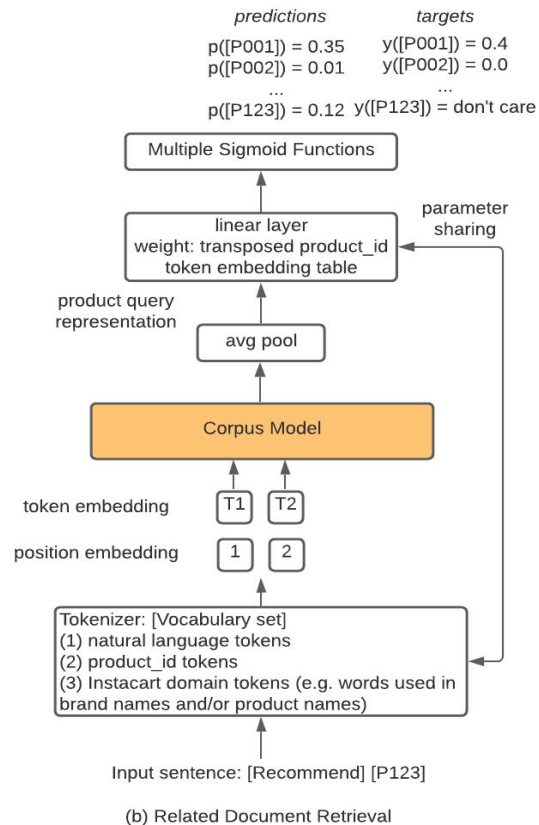 predictions targets
p([P001]) = 0.35 y([P001]) = 0.4
p([P002]) = 0.01 y([P002]) = 0.0
... ...
p([P123]) = 0.12 y([P123]) = don't care
Multiple Sigmoid Functions
parameter
sharing
linear layer
weight: transposed product_id
token embedding table
product query
representation
avg pool
Corpus Model
token embedding T1 T2
position embedding 1 2
Tokenizer: [Vocabulary set]
(1) natural language tokens
(2) product_id tokens
(3) Instacart domain tokens (e.g. words used in
brand names and/or product names)
Input sentence: [Recommend] [P123]
(b) Related Document Retrieval